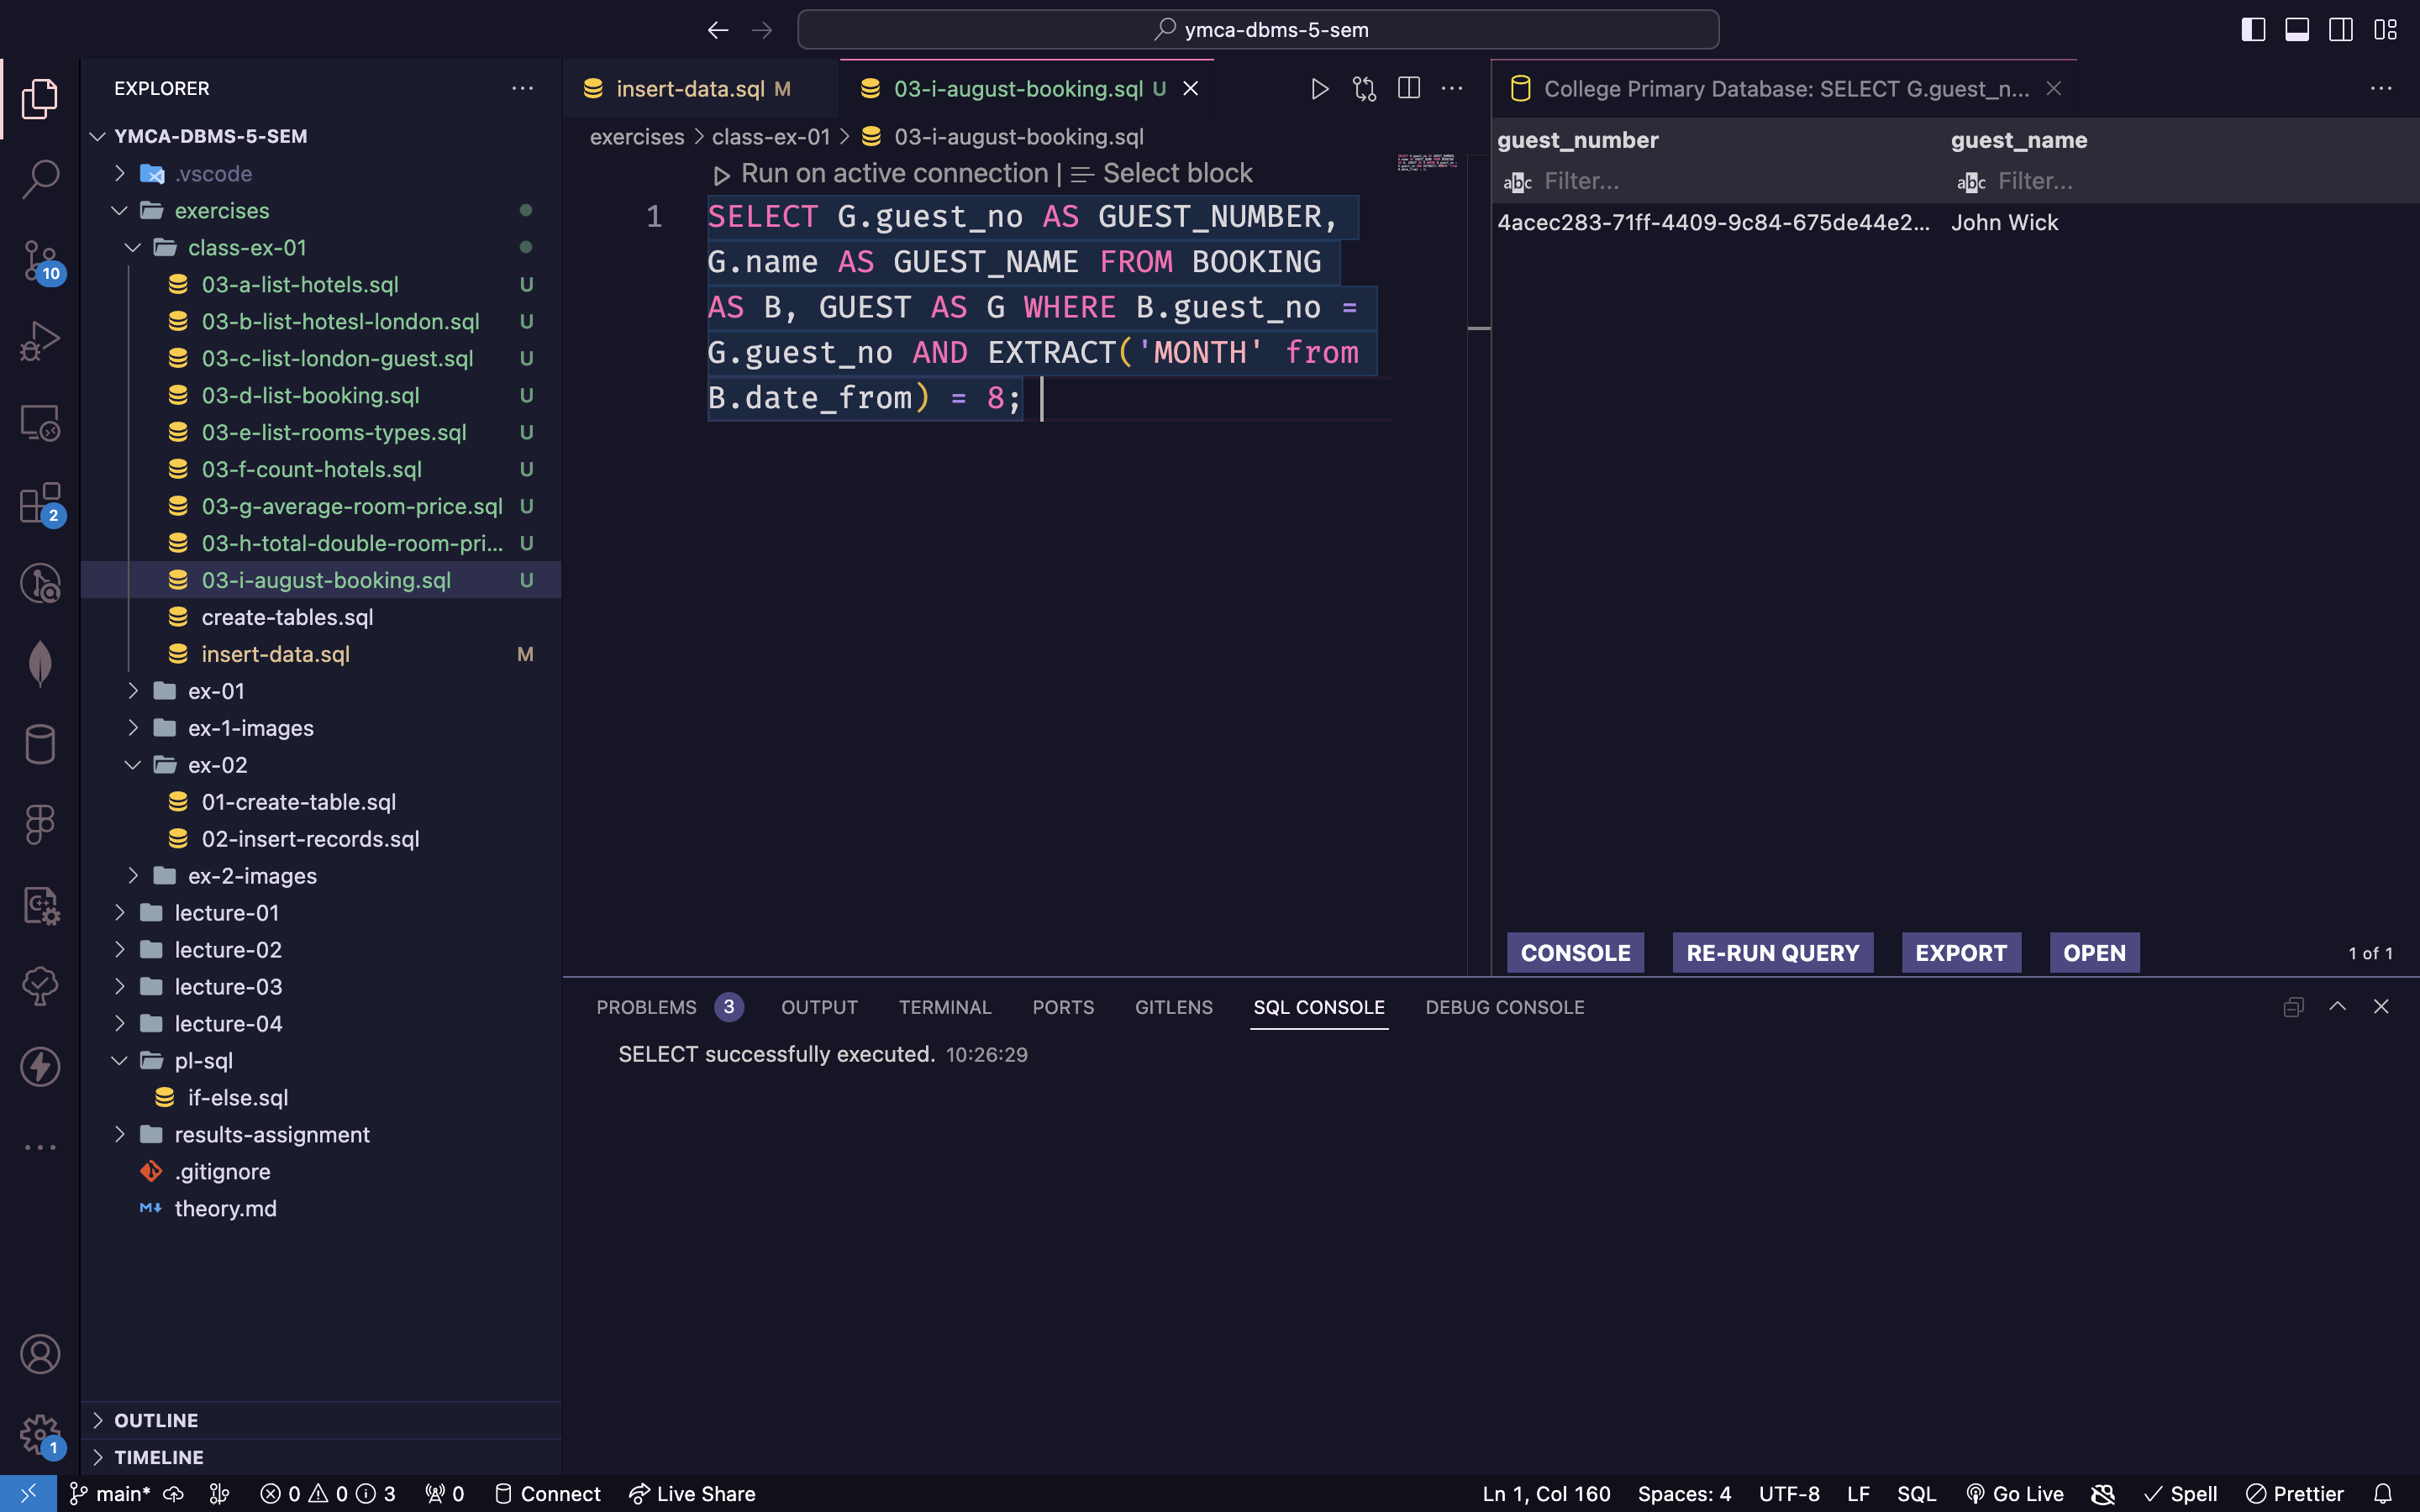 ymca-dbms-5-sem
EXPLORER
YMCA-DBMS-5-SEM
.vscode
exercises
class-ex-01
03-a-list-hotels.sql U
03-b-list-hotesl-london.sql U
03-c-list-london-guest.sql U
03-d-list-booking.sql U
03-e-list-rooms-types.sql U
03-f-count-hotels.sql U
03-g-average-room-price.sql U
03-h-total-double-room-pri... U
03-i-august-booking.sql U
create-tables.sql
insert-data.sql M
ex-01
ex-1-images
ex-02
01-create-table.sql
02-insert-records.sql
ex-2-images
lecture-01
lecture-02
lecture-03
lecture-04
pl-sql
if-else.sql
results-assignment
.gitignore
theory.md
OUTLINE
TIMELINE
10
2
1
insert-data.sql M
03-i-august-booking.sql U
exercises > class-ex-01 > 03-i-august-booking.sql
Run on active connection | Select block
1
SELECT G.guest_no AS GUEST_NUMBER,
G.name AS GUEST_NAME FROM BOOKING
AS B, GUEST AS G WHERE B.guest_no =
G.guest_no AND EXTRACT('MONTH' from
B.date_from) = 8;
College Primary Database: SELECT G.guest_n...
guest_number guest_name
abc Filter... abc Filter...
4acec283-71ff-4409-9c84-675de44e2... John Wick
CONSOLE RE-RUN QUERY EXPORT OPEN 1 of 1
PROBLEMS 3 OUTPUT TERMINAL PORTS GITLENS SQL CONSOLE DEBUG CONSOLE
SELECT successfully executed. 10:26:29
main* 0 0 3 0 Connect Live Share Ln 1, Col 160 Spaces: 4 UTF-8 LF SQL Go Live Spell Prettier